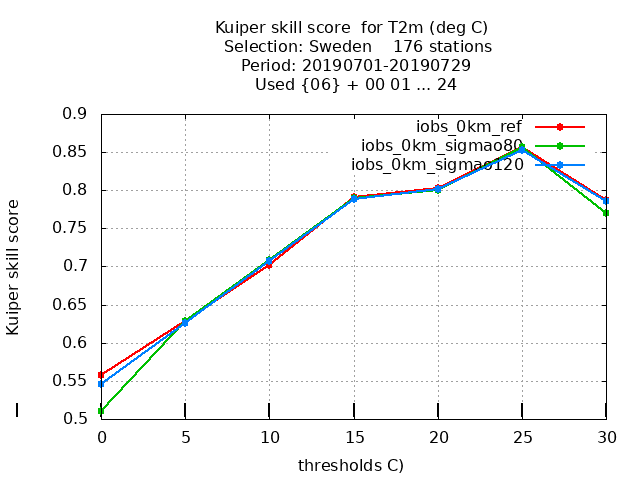 Kuiper skill score  for T2m (deg C)
Selection: Sweden    176 stations
Period: 20190701-20190729
Used {06} + 00 01 ... 24
iobs_0km_ref
iobs_0km_sigmao80
iobs_0km_sigmao120
Kuiper skill score
0.9
0.85
0.8
0.75
0.7
0.65
0.6
0.55
0.5
0 5 10 15 20 25 30
thresholds C)